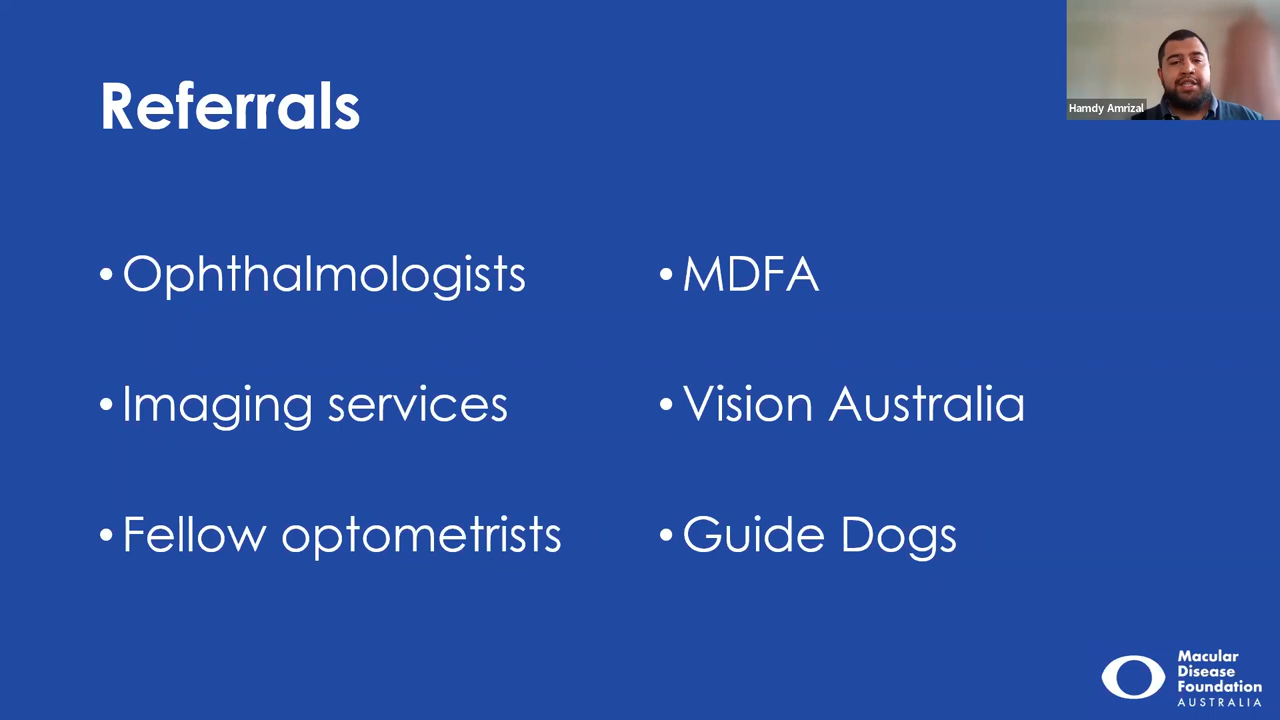 Referrals
Hamdy Amrizal
• Ophthalmologists
• Imaging services
• Fellow optometrists
• MDFA
• Vision Australia
• Guide Dogs
Macular
Disease
Foundation
AUSTRALIA